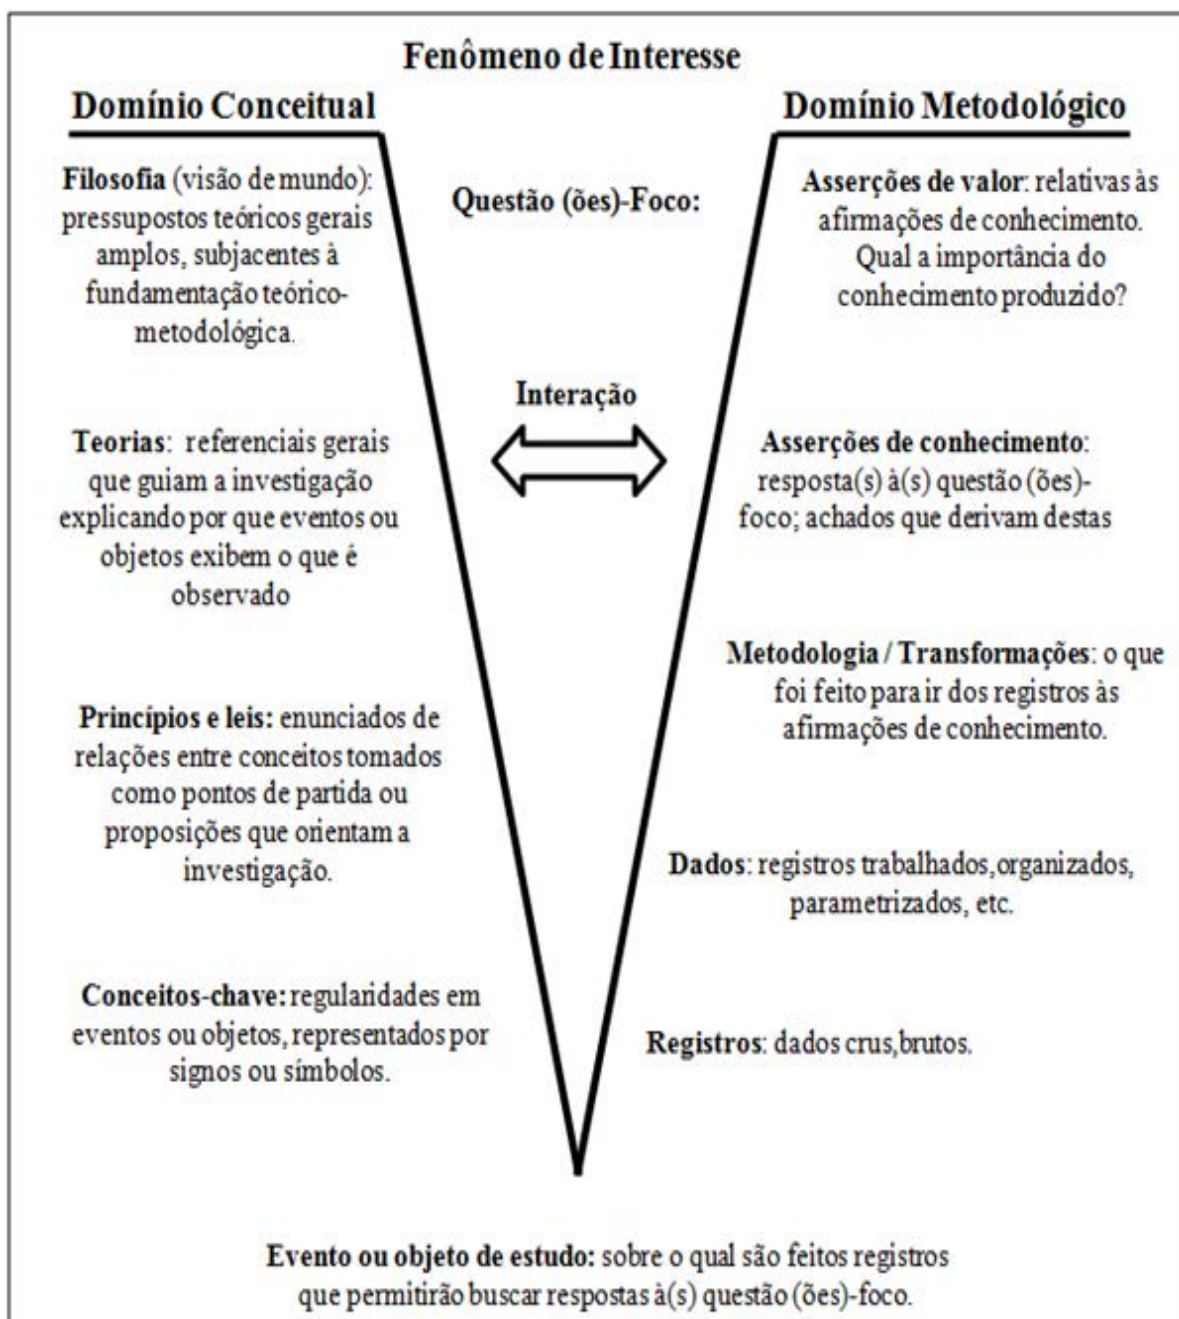 Fenômeno de Interesse
Domínio Conceitual
Filosofia (visão de mundo):
pressupostos teóricos gerais
amplos, subjacentes à
fundamentação teórico-
metodológica.
Teorias: referenciais gerais
que guiam a investigação
explicando por que eventos ou
objetos exibem o que é
observado
Princípios e leis: enunciados de
relações entre conceitos tomados
como pontos de partida ou
proposições que orientam a
investigação.
Conceitos-chave: regularidades em
eventos ou objetos, representados por
signos ou símbolos.
Questão (ões)-Foco:
Interação
Domínio Metodológico
Asserções de valor: relativas às
afirmações de conhecimento.
Qual a importância do
conhecimento produzido?
Asserções de conhecimento:
resposta(s) à(s) questão (ões)-
foco; achados que derivam destas
Metodologia / Transformações: o que
foi feito para ir dos registros às
afirmações de conhecimento.
Dados: registros trabalhados,organizados,
parametrizados, etc.
Registros: dados crus,brutos.
Evento ou objeto de estudo: sobre o qual são feitos registros
que permitirão buscar respostas à(s) questão (ões)-foco.